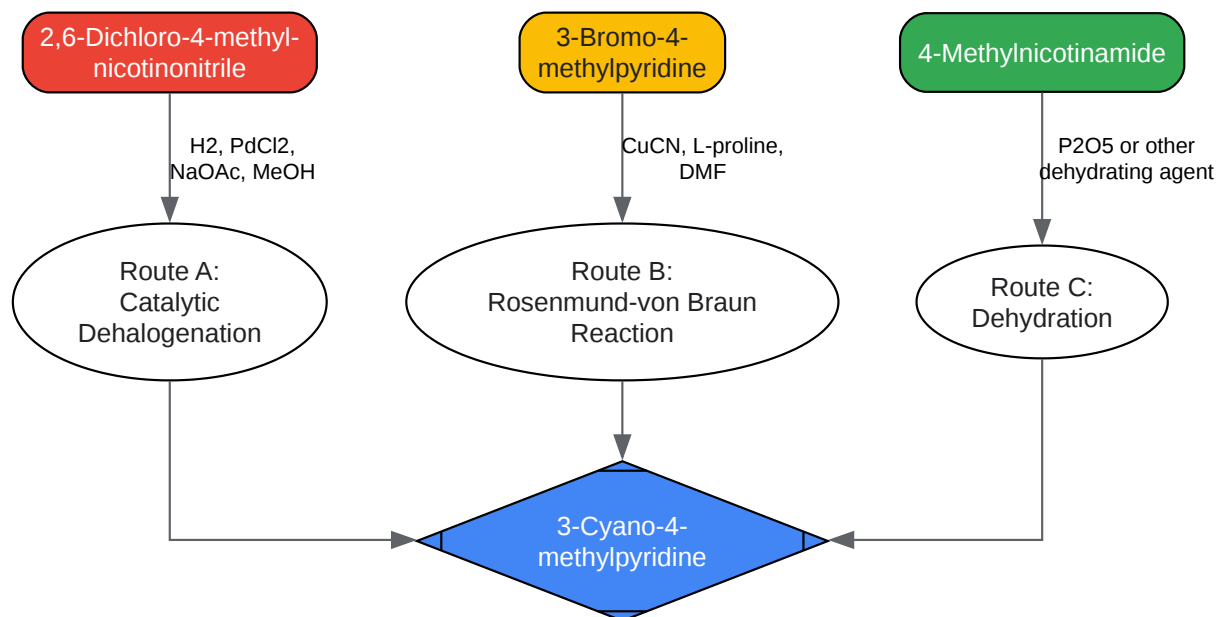 2,6-Dichloro-4-methyl-
nicotinonitrile
3-Bromo-4-
methylpyridine
4-Methylnicotinamide
H2, PdCl2,
NaOAc, MeOH
CuCN, L-proline,
DMF
P2O5 or other
dehydrating agent
Route A:
Catalytic
Dehalogenation
Route B:
Rosenmund-von Braun
Reaction
Route C:
Dehydration
3-Cyano-4-
methylpyridine